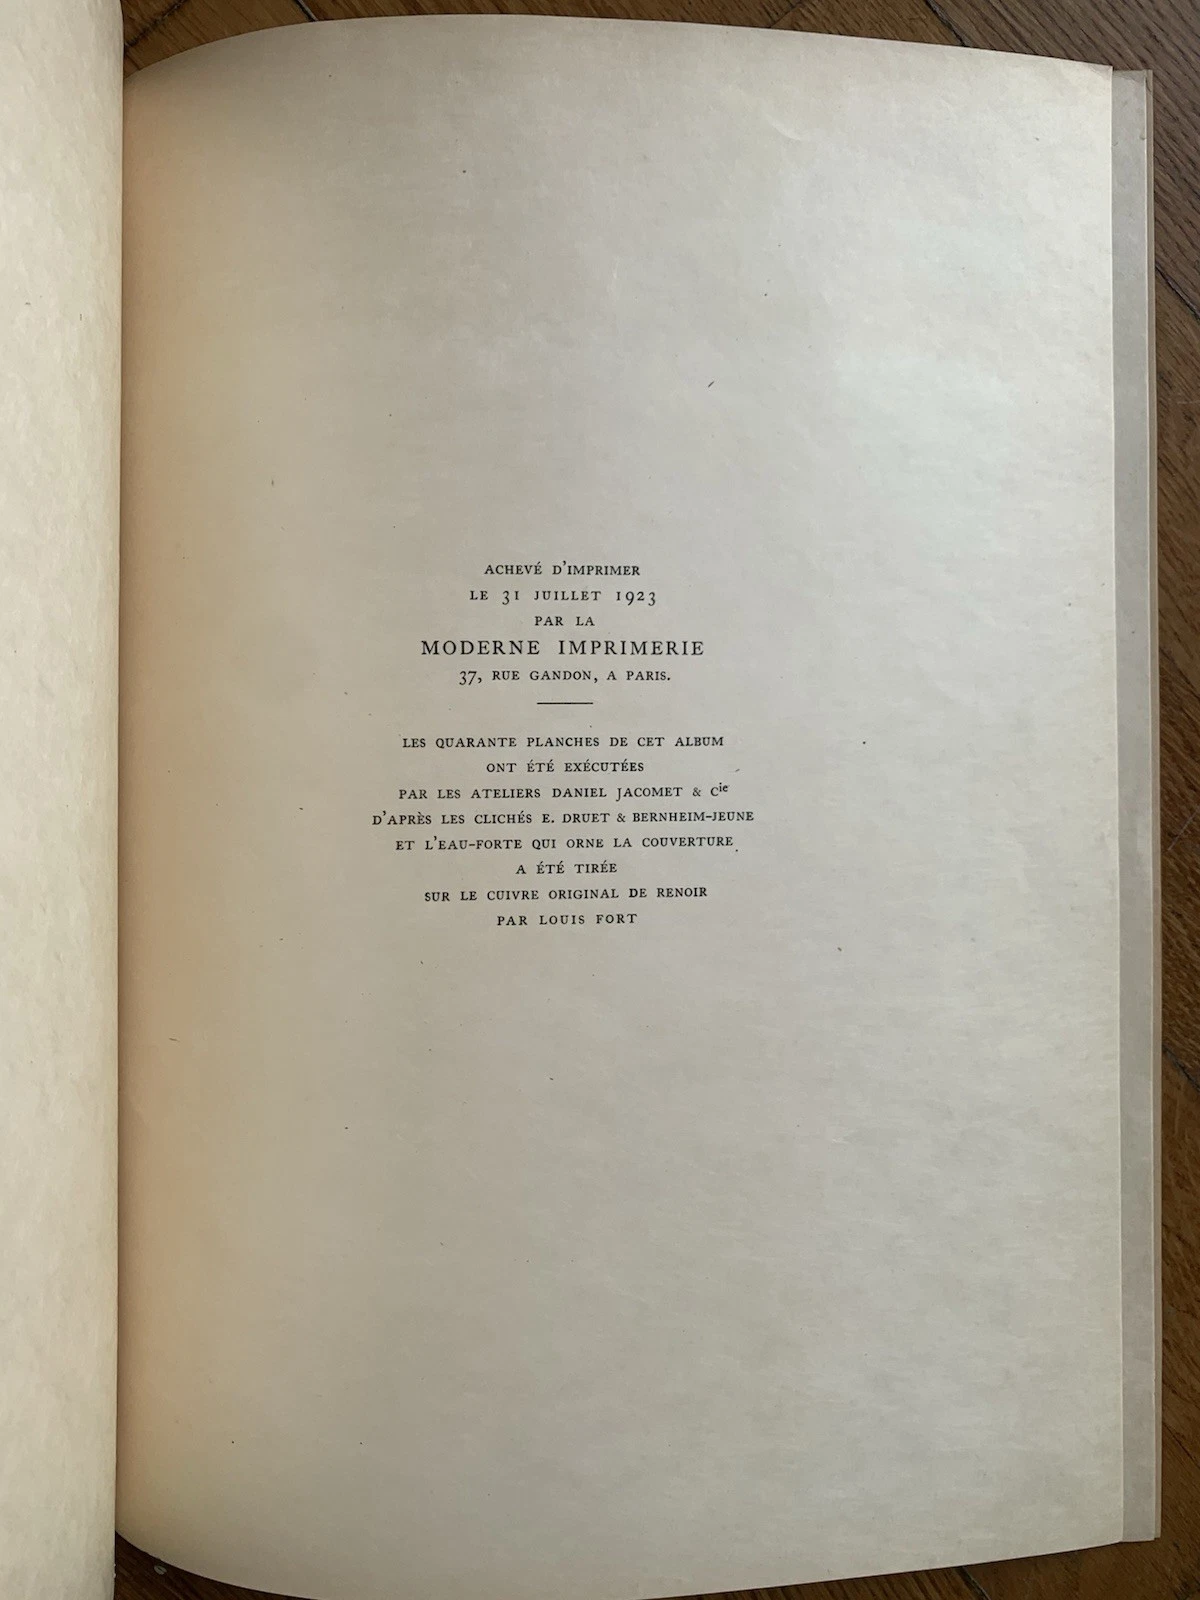 ACHEVÉ D'IMPRIMER
LE 31 JUILLET 1923
PAR LA
MODERNE IMPRIMERIE
37, RUE GANDON, A PARIS.
LES QUARANTE PLANCHES DE CET ALBUM
ONT ÉTÉ EXÉCUTÉES
PAR LES ATELIERS DANIEL JACOMET & Cie
D'APRÈS LES CLICHÉS E. DRUET & BERNHEIM-JEUNE
ET L'EAU-FORTE QUI ORNE LA COUVERTURE
A ÉTÉ TIRÉE
SUR LE CUIVRE ORIGINAL DE RENOIR
PAR LOUIS FORT